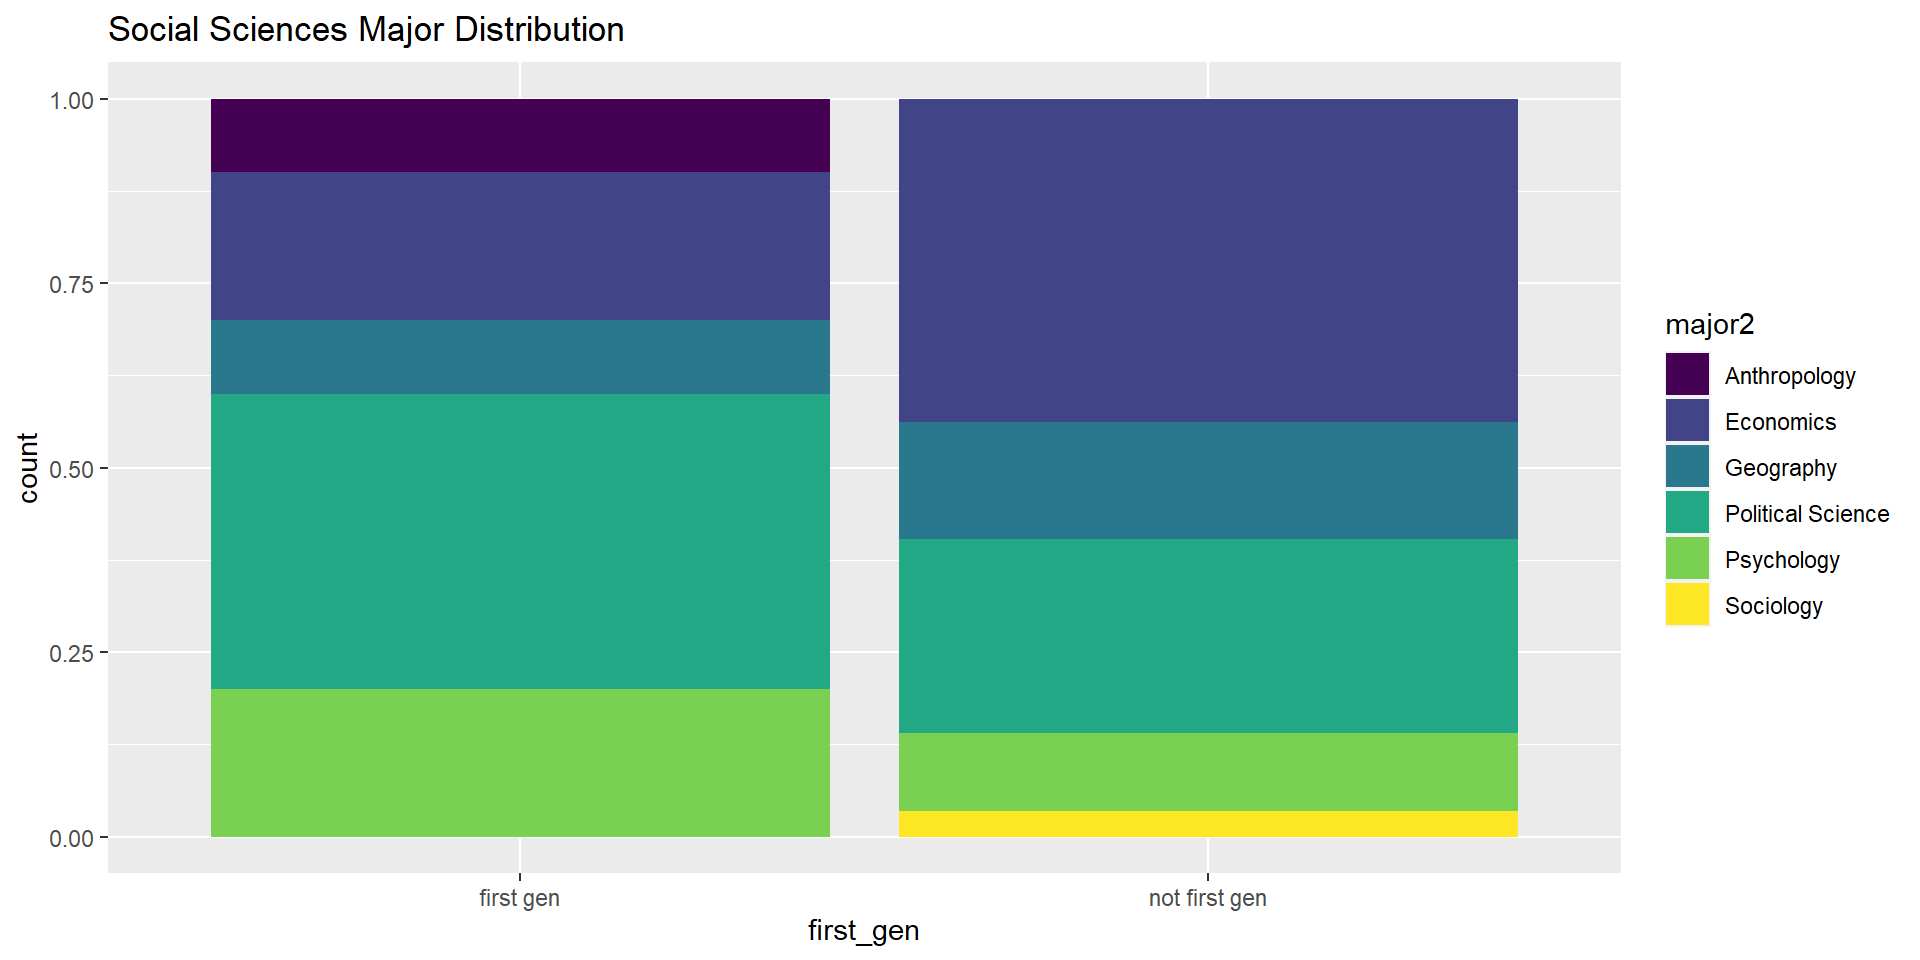 Social Sciences Major Distribution
1.00
0.75
0.50
0.25
0.00
count
first gen
not first gen
first_gen
major2
Anthropology
Economics
Geography
Political Science
Psychology
Sociology